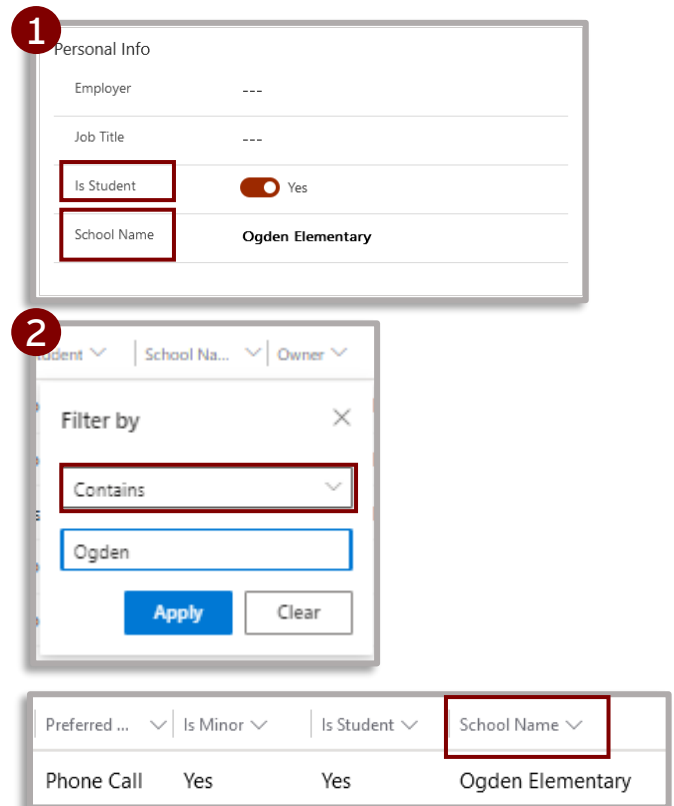 1
Personal Info
Employer ---
Job Title ---
Is Student Yes
School Name Ogden Elementary
2
udent School Na... Owner
Filter by
Contains
Ogden
Apply Clear
Preferred ... Is Minor Is Student School Name
Phone Call Yes Yes Ogden Elementary